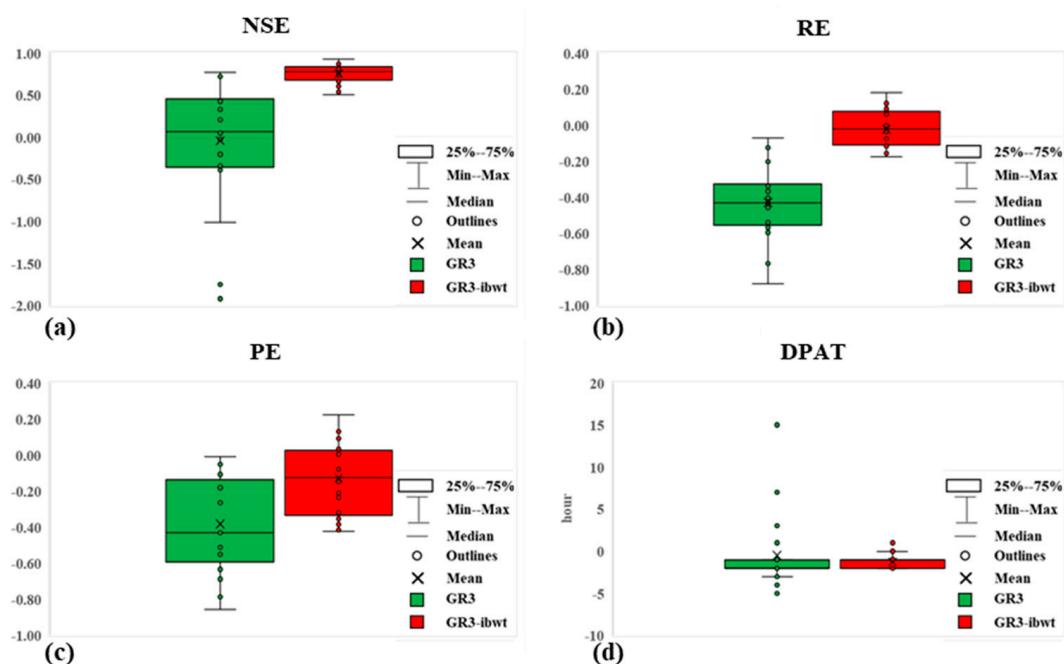 NSE
1.00
0.50
0.00
-0.50
-1.00
-1.50
-2.00
25%--75%
Min--Max
Median
Outlines
Mean
GR3
GR3-ibwt
(a)
RE
0.40
0.20
0.00
-0.20
-0.40
-0.60
-0.80
-1.00
25%--75%
Min--Max
Median
Outlines
Mean
GR3
GR3-ibwt
(b)
PE
0.40
0.20
0.00
-0.20
-0.40
-0.60
-0.80
-1.00
25%--75%
Min--Max
Median
Outlines
Mean
GR3
GR3-ibwt
(c)
DPAT
hour
20
15
10
5
0
-5
-10
25%--75%
Min--Max
Median
Outlines
Mean
GR3
GR3-ibwt
(d)